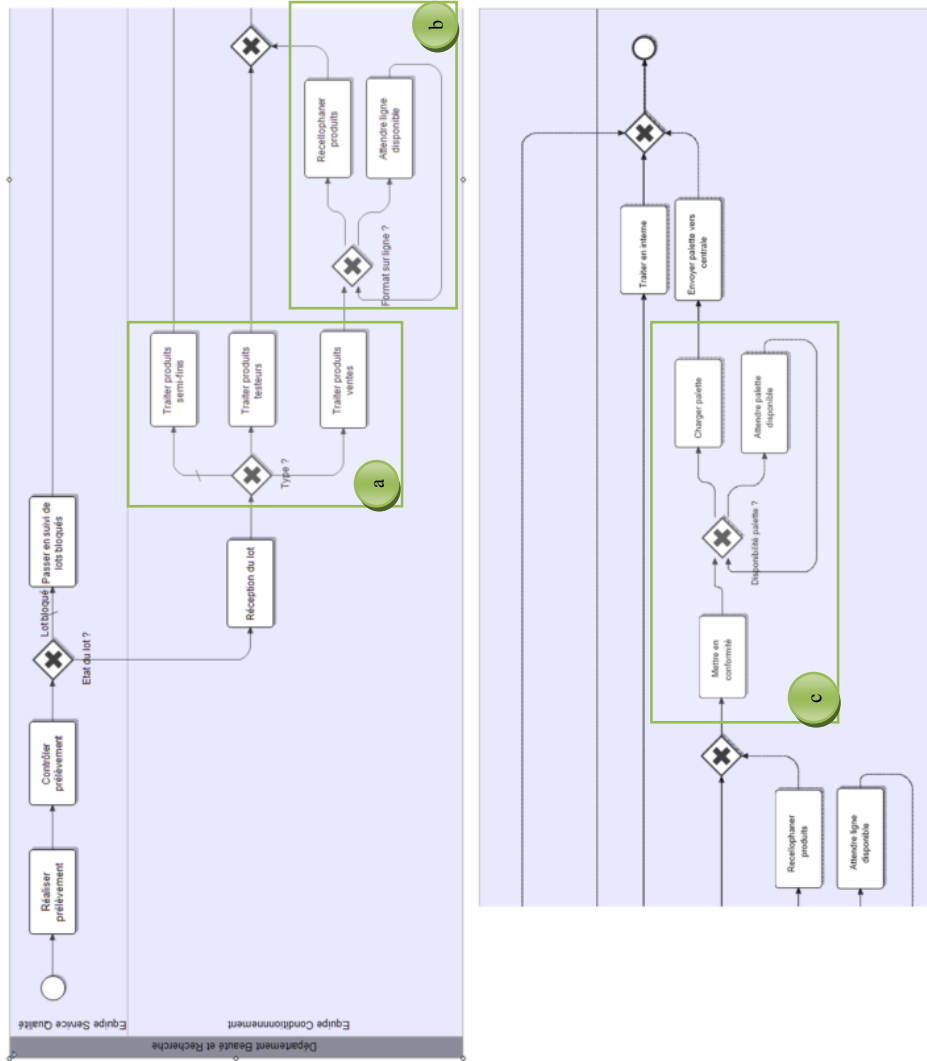 Département Beauté et Recherche
Equipe Service Qualité
Equipe Conditionnnement
Réaliser
prélèvement
Contrôler
prélèvement
Etat du lot ?
Lot bloqué
Passer en suivi de
lots bloqués
Réception du lot
Type ?
Traiter produits
semi-finis
Traiter produits
testeurs
Traiter produits
ventes
a
Format sur ligne ?
Recellophaner
produits
Attendre ligne
disponible
b
Recellophaner
produits
Attendre ligne
disponible
Mettre en
conformité
Disponibilité palette ?
Charger palette
Attendre palette
disponible
c
Traiter en interne
Envoyer palette vers
centrale